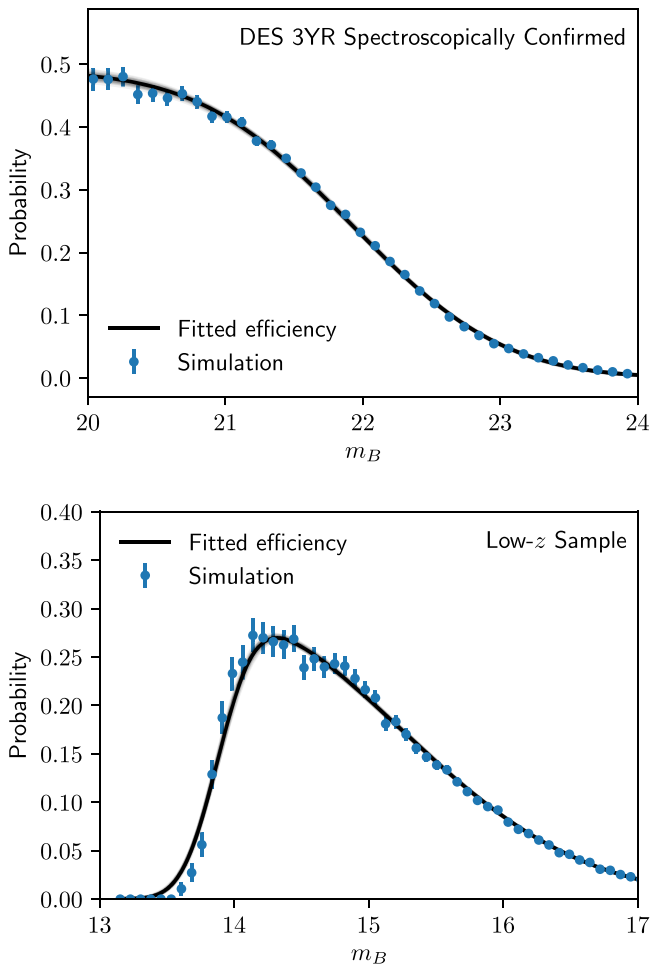 DES 3YR Spectroscopically Confirmed
0.5
0.4
0.3
0.2
0.1
0.0
Probability
Fitted efficiency
Simulation
20 21 22 23 24
m_B
0.40
0.35
0.30
0.25
0.20
0.15
0.10
0.05
0.00
Probability
Fitted efficiency
Simulation
Low-z Sample
13 14 15 16 17
m_B